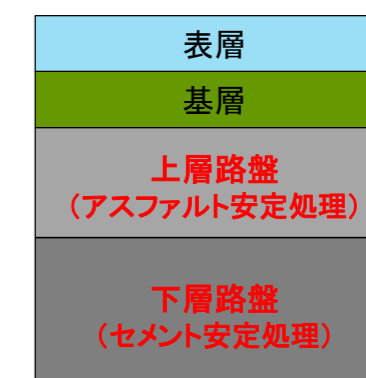 表層
基層
上層路盤
（アスファルト安定処理）
下層路盤
（セメント安定処理）